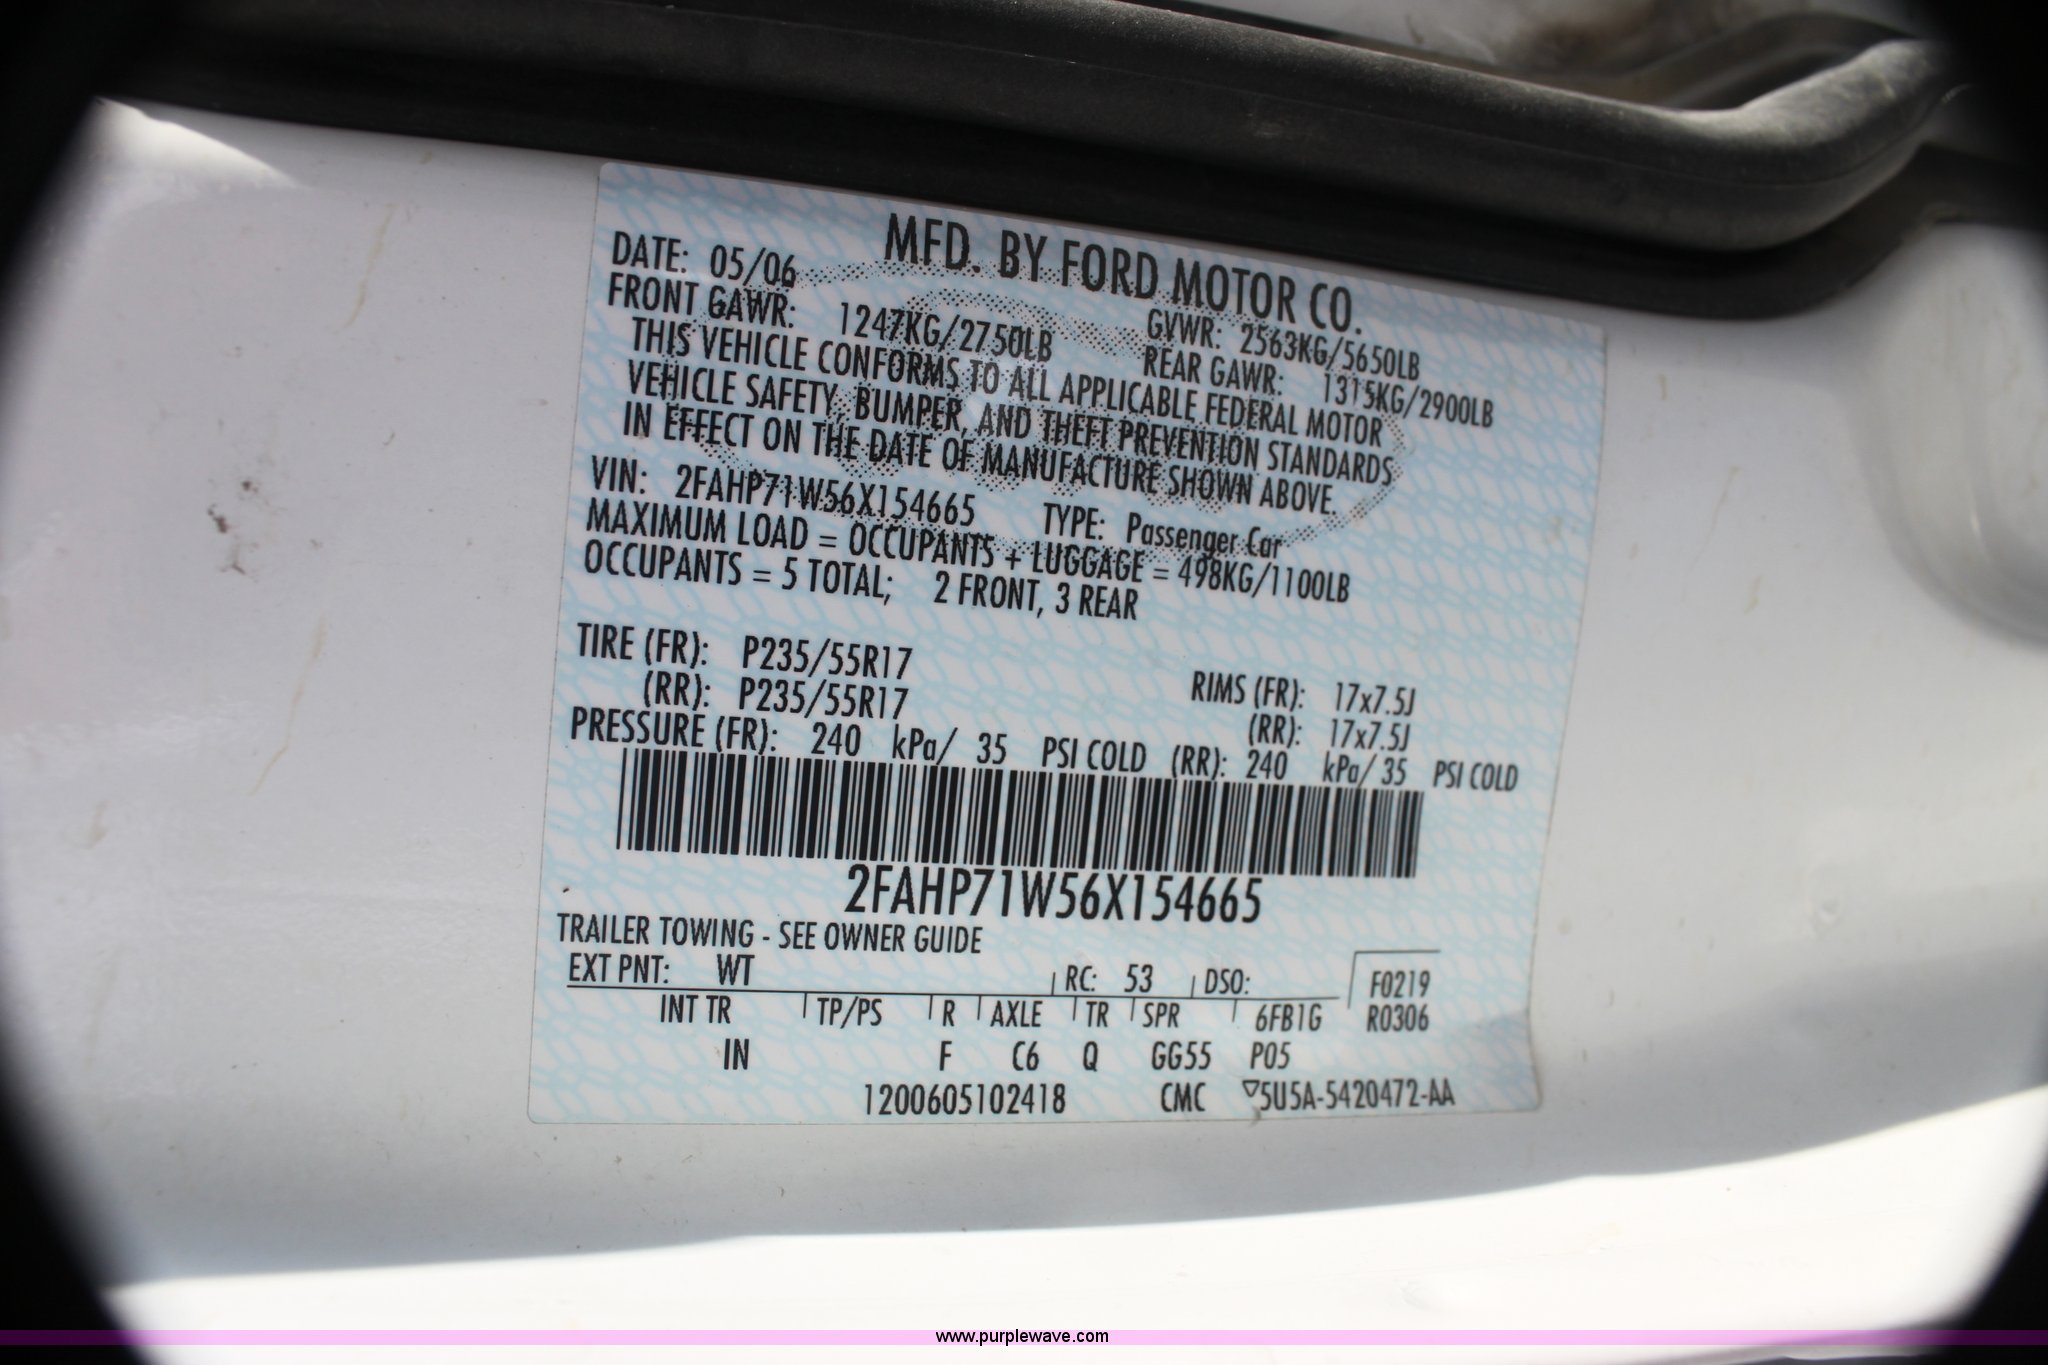 MFD. BY FORD MOTOR CO.
DATE: 05/06 GVWR: 2563KG/5650LB
FRONT GAWR: 1247KG/2750LB REAR GAWR: 1315KG/2900LB
THIS VEHICLE CONFORMS TO ALL APPLICABLE FEDERAL MOTOR
VEHICLE SAFETY, BUMPER, AND THEFT PREVENTION STANDARDS
IN EFFECT ON THE DATE OF MANUFACTURE SHOWN ABOVE.
VIN: 2FAHP71W56X154665 TYPE: Passenger Car
MAXIMUM LOAD = OCCUPANTS + LUGGAGE = 498KG/1100LB
OCCUPANTS = 5 TOTAL; 2 FRONT, 3 REAR
TIRE (FR): P235/55R17 RIMS (FR): 17x7.5J
(RR): P235/55R17 (RR): 17x7.5J
PRESSURE (FR): 240 kPa/ 35 PSI COLD (RR): 240 kPa/ 35 PSI COLD
2FAHP71W56X154665
TRAILER TOWING - SEE OWNER GUIDE
EXT PNT: WT RC: 53 DSO: F0219
INT TR TP/PS R AXLE TR SPR 6FB1G R0306
IN F C6 Q GG55 P05
1200605102418 CMC ▽5U5A-5420472-AA
www.purplewave.com